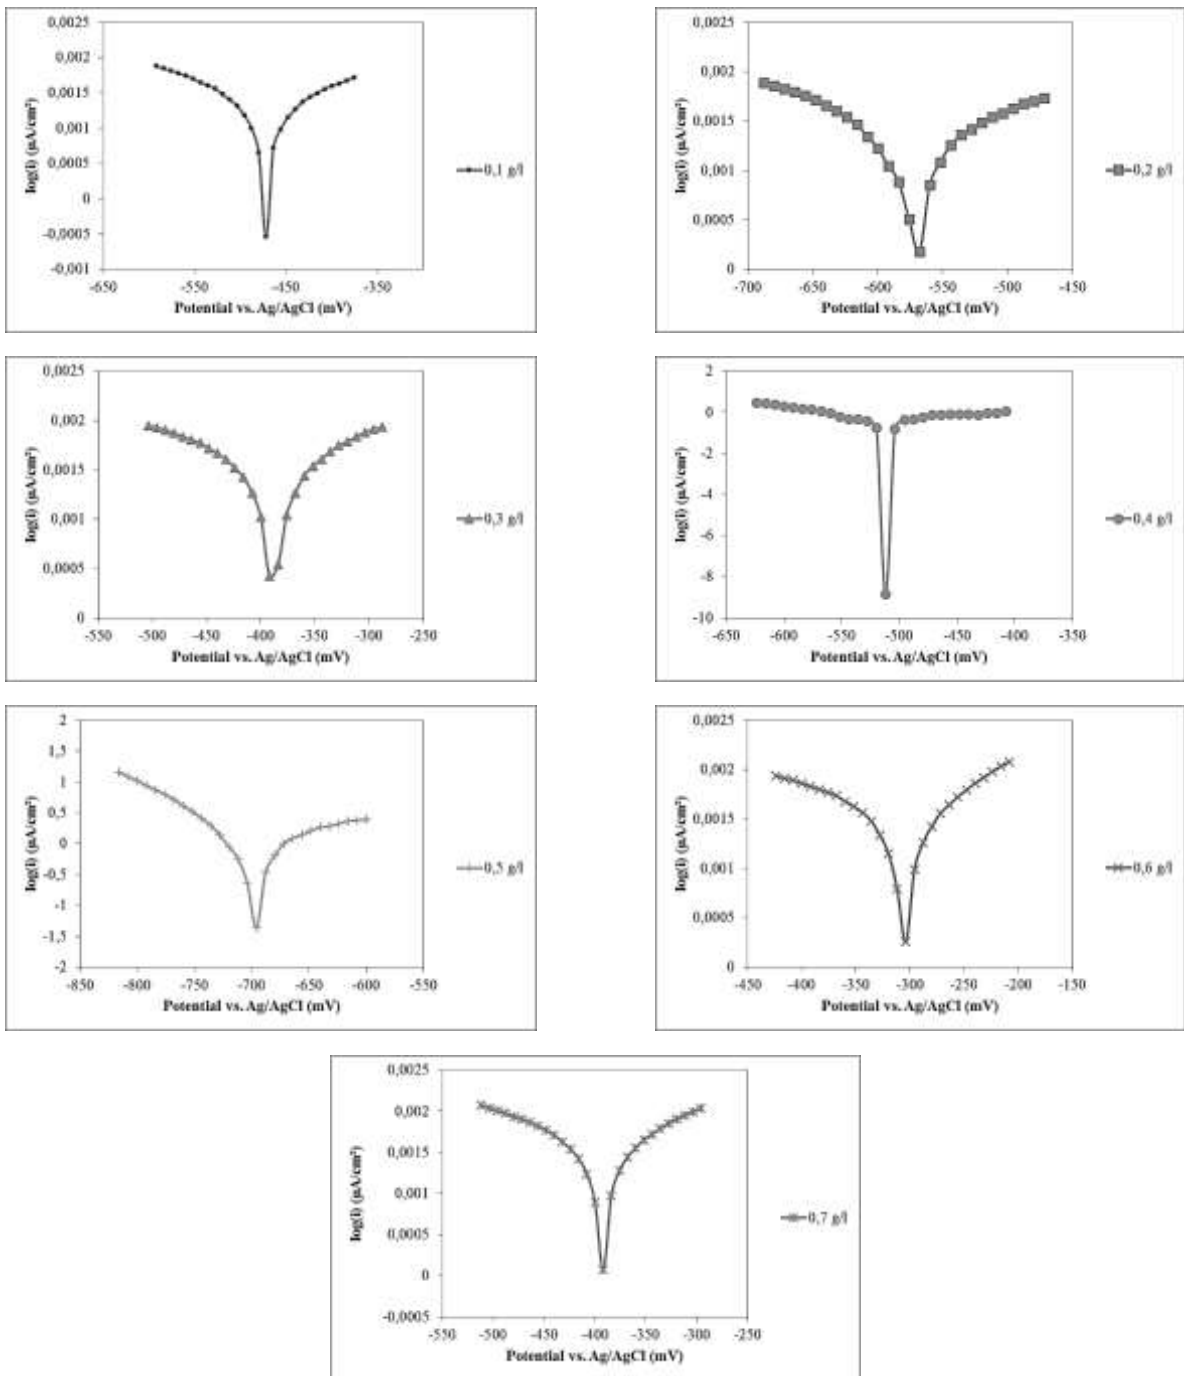 0,0025
0,002
0,0015
0,001
0,0005
0
-0,0005
-0,001
-650 -550 -450 -350
log(i) (µA/cm²)
Potential vs. Ag/AgCl (mV)
0,1 g/l
0,0025
0,002
0,0015
0,001
0,0005
0
-700 -650 -600 -550 -500 -450
log(i) (µA/cm²)
Potential vs. Ag/AgCl (mV)
0,2 g/l
0,0025
0,002
0,0015
0,001
0,0005
0
-550 -500 -450 -400 -350 -300 -250
log(i) (µA/cm²)
Potential vs. Ag/AgCl (mV)
0,3 g/l
2
0
-2
-4
-6
-8
-10
-650 -600 -550 -500 -450 -400 -350
log(i) (µA/cm²)
Potential vs. Ag/AgCl (mV)
0,4 g/l
2
1,5
1
0,5
0
-0,5
-1
-1,5
-2
-850 -800 -750 -700 -650 -600 -550
log(i) (µA/cm²)
Potential vs. Ag/AgCl (mV)
0,5 g/l
0,0025
0,002
0,0015
0,001
0,0005
0
-450 -400 -350 -300 -250 -200 -150
log(i) (µA/cm²)
Potential vs. Ag/AgCl (mV)
0,6 g/l
0,0025
0,002
0,0015
0,001
0,0005
0
-0,0005
-550 -500 -450 -400 -350 -300 -250
log(i) (µA/cm²)
Potential vs. Ag/AgCl (mV)
0,7 g/l